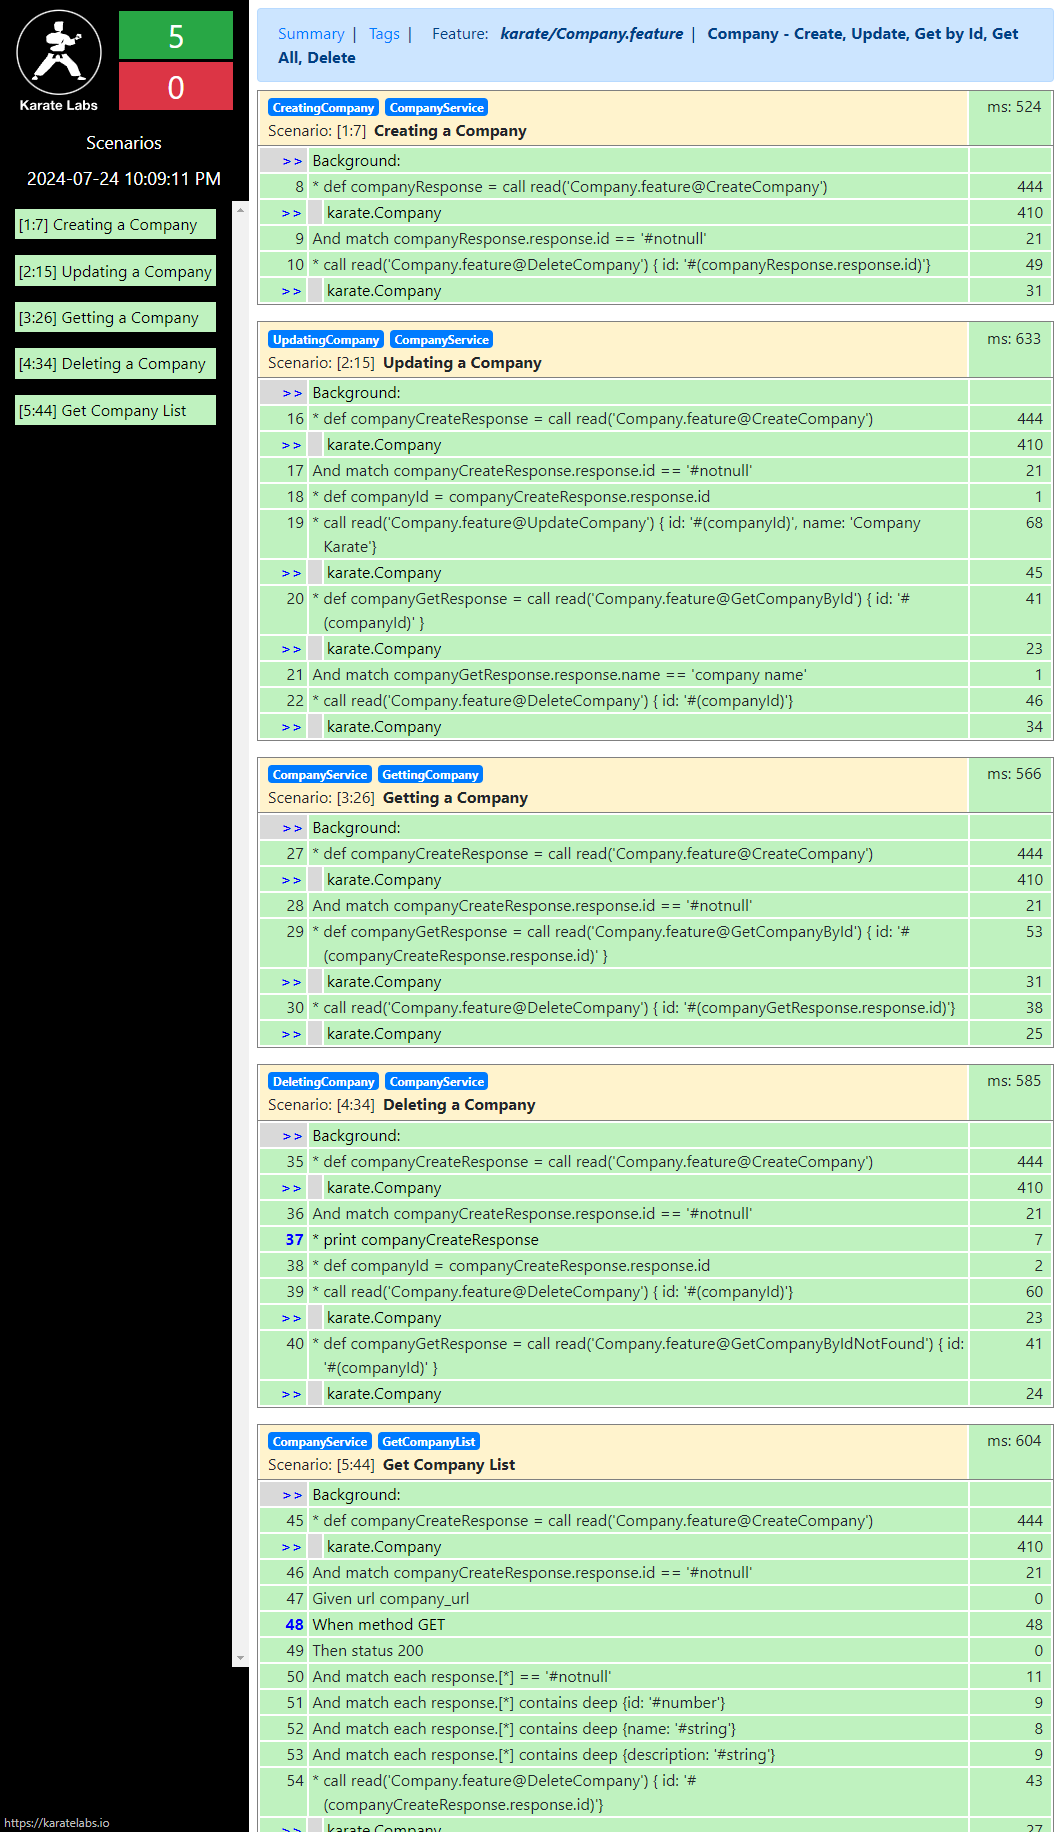 Karate Labs
5
0
Scenarios
2024-07-24 10:09:11 PM
[1:7] Creating a Company
[2:15] Updating a Company
[3:26] Getting a Company
[4:34] Deleting a Company
[5:44] Get Company List
https://karatelabs.io
Summary | Tags | Feature: karate/Company.feature | Company - Create, Update, Get by Id, Get
All, Delete
CreatingCompany CompanyService ms: 524
Scenario: [1:7] Creating a Company
>> Background:
8 * def companyResponse = call read('Company.feature@CreateCompany') 444
>> karate.Company 410
9 And match companyResponse.response.id == '#notnull' 21
10 * call read('Company.feature@DeleteCompany') { id: '#(companyResponse.response.id)'} 49
>> karate.Company 31
UpdatingCompany CompanyService ms: 633
Scenario: [2:15] Updating a Company
>> Background:
16 * def companyCreateResponse = call read('Company.feature@CreateCompany') 444
>> karate.Company 410
17 And match companyCreateResponse.response.id == '#notnull' 21
18 * def companyId = companyCreateResponse.response.id 1
19 * call read('Company.feature@UpdateCompany') { id: '#(companyId)', name: 'Company 68
Karate'}
>> karate.Company 45
20 * def companyGetResponse = call read('Company.feature@GetCompanyById') { id: '# 41
(companyId)' }
>> karate.Company 23
21 And match companyGetResponse.response.name == 'company name' 1
22 * call read('Company.feature@DeleteCompany') { id: '#(companyId)'} 46
>> karate.Company 34
CompanyService GettingCompany ms: 566
Scenario: [3:26] Getting a Company
>> Background:
27 * def companyCreateResponse = call read('Company.feature@CreateCompany') 444
>> karate.Company 410
28 And match companyCreateResponse.response.id == '#notnull' 21
29 * def companyGetResponse = call read('Company.feature@GetCompanyById') { id: '# 53
(companyCreateResponse.response.id)' }
>> karate.Company 31
30 * call read('Company.feature@DeleteCompany') { id: '#(companyGetResponse.response.id)'} 38
>> karate.Company 25
DeletingCompany CompanyService ms: 585
Scenario: [4:34] Deleting a Company
>> Background:
35 * def companyCreateResponse = call read('Company.feature@CreateCompany') 444
>> karate.Company 410
36 And match companyCreateResponse.response.id == '#notnull' 21
37 * print companyCreateResponse 7
38 * def companyId = companyCreateResponse.response.id 2
39 * call read('Company.feature@DeleteCompany') { id: '#(companyId)'} 60
>> karate.Company 23
40 * def companyGetResponse = call read('Company.feature@GetCompanyByIdNotFound') { id: 41
'#(companyId)' }
>> karate.Company 24
CompanyService GetCompanyList ms: 604
Scenario: [5:44] Get Company List
>> Background:
45 * def companyCreateResponse = call read('Company.feature@CreateCompany') 444
>> karate.Company 410
46 And match companyCreateResponse.response.id == '#notnull' 21
47 Given url company_url 0
48 When method GET 48
49 Then status 200 0
50 And match each response.[*] == '#notnull' 11
51 And match each response.[*] contains deep {id: '#number'} 9
52 And match each response.[*] contains deep {name: '#string'} 8
53 And match each response.[*] contains deep {description: '#string'} 9
54 * call read('Company.feature@DeleteCompany') { id: '# 43
(companyCreateResponse.response.id)'}
>> karate.Company 27